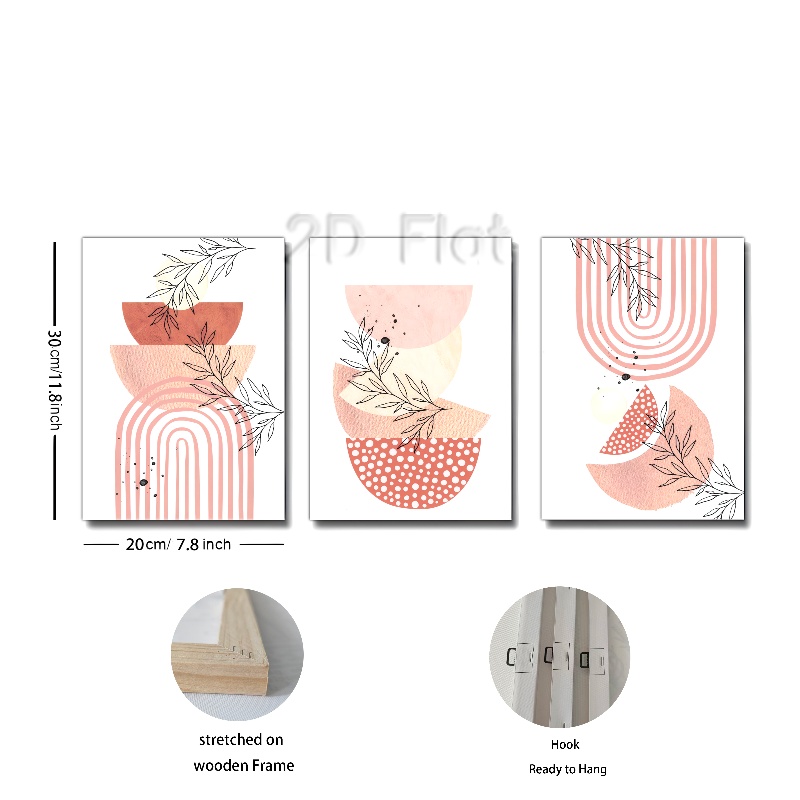 2D Flat
30cm/11.8inch
20cm/ 7.8 inch
stretched on
wooden Frame
Hook
Ready to Hang